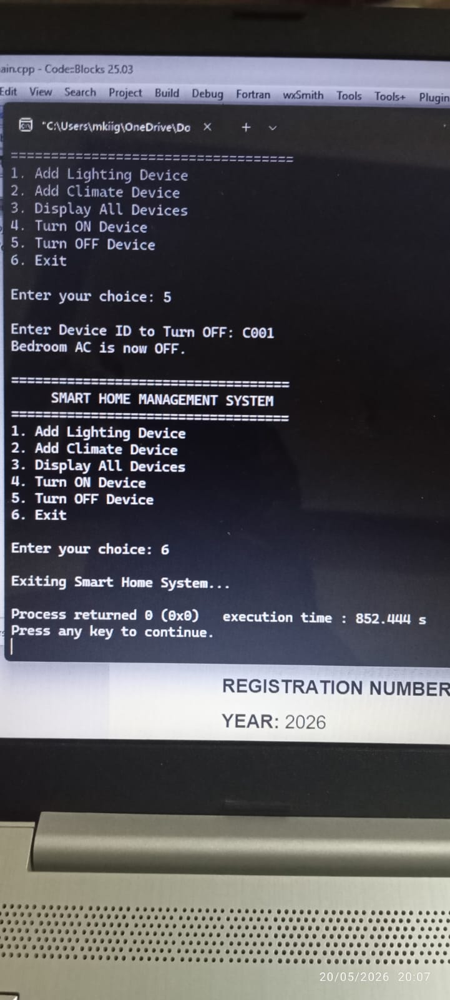 ain.cpp - Code::Blocks 25.03
Edit View Search Project Build Debug Fortran wxSmith Tools Tools+ Plugin
"C:\Users\mkiig\OneDrive\Do × +
===================================
1. Add Lighting Device
2. Add Climate Device
3. Display All Devices
4. Turn ON Device
5. Turn OFF Device
6. Exit
Enter your choice: 5
Enter Device ID to Turn OFF: C001
Bedroom AC is now OFF.
===================================
SMART HOME MANAGEMENT SYSTEM
===================================
1. Add Lighting Device
2. Add Climate Device
3. Display All Devices
4. Turn ON Device
5. Turn OFF Device
6. Exit
Enter your choice: 6
Exiting Smart Home System...
Process returned 0 (0x0) execution time : 852.444 s
Press any key to continue.
REGISTRATION NUMBER
YEAR: 2026
20/05/2026 20:07